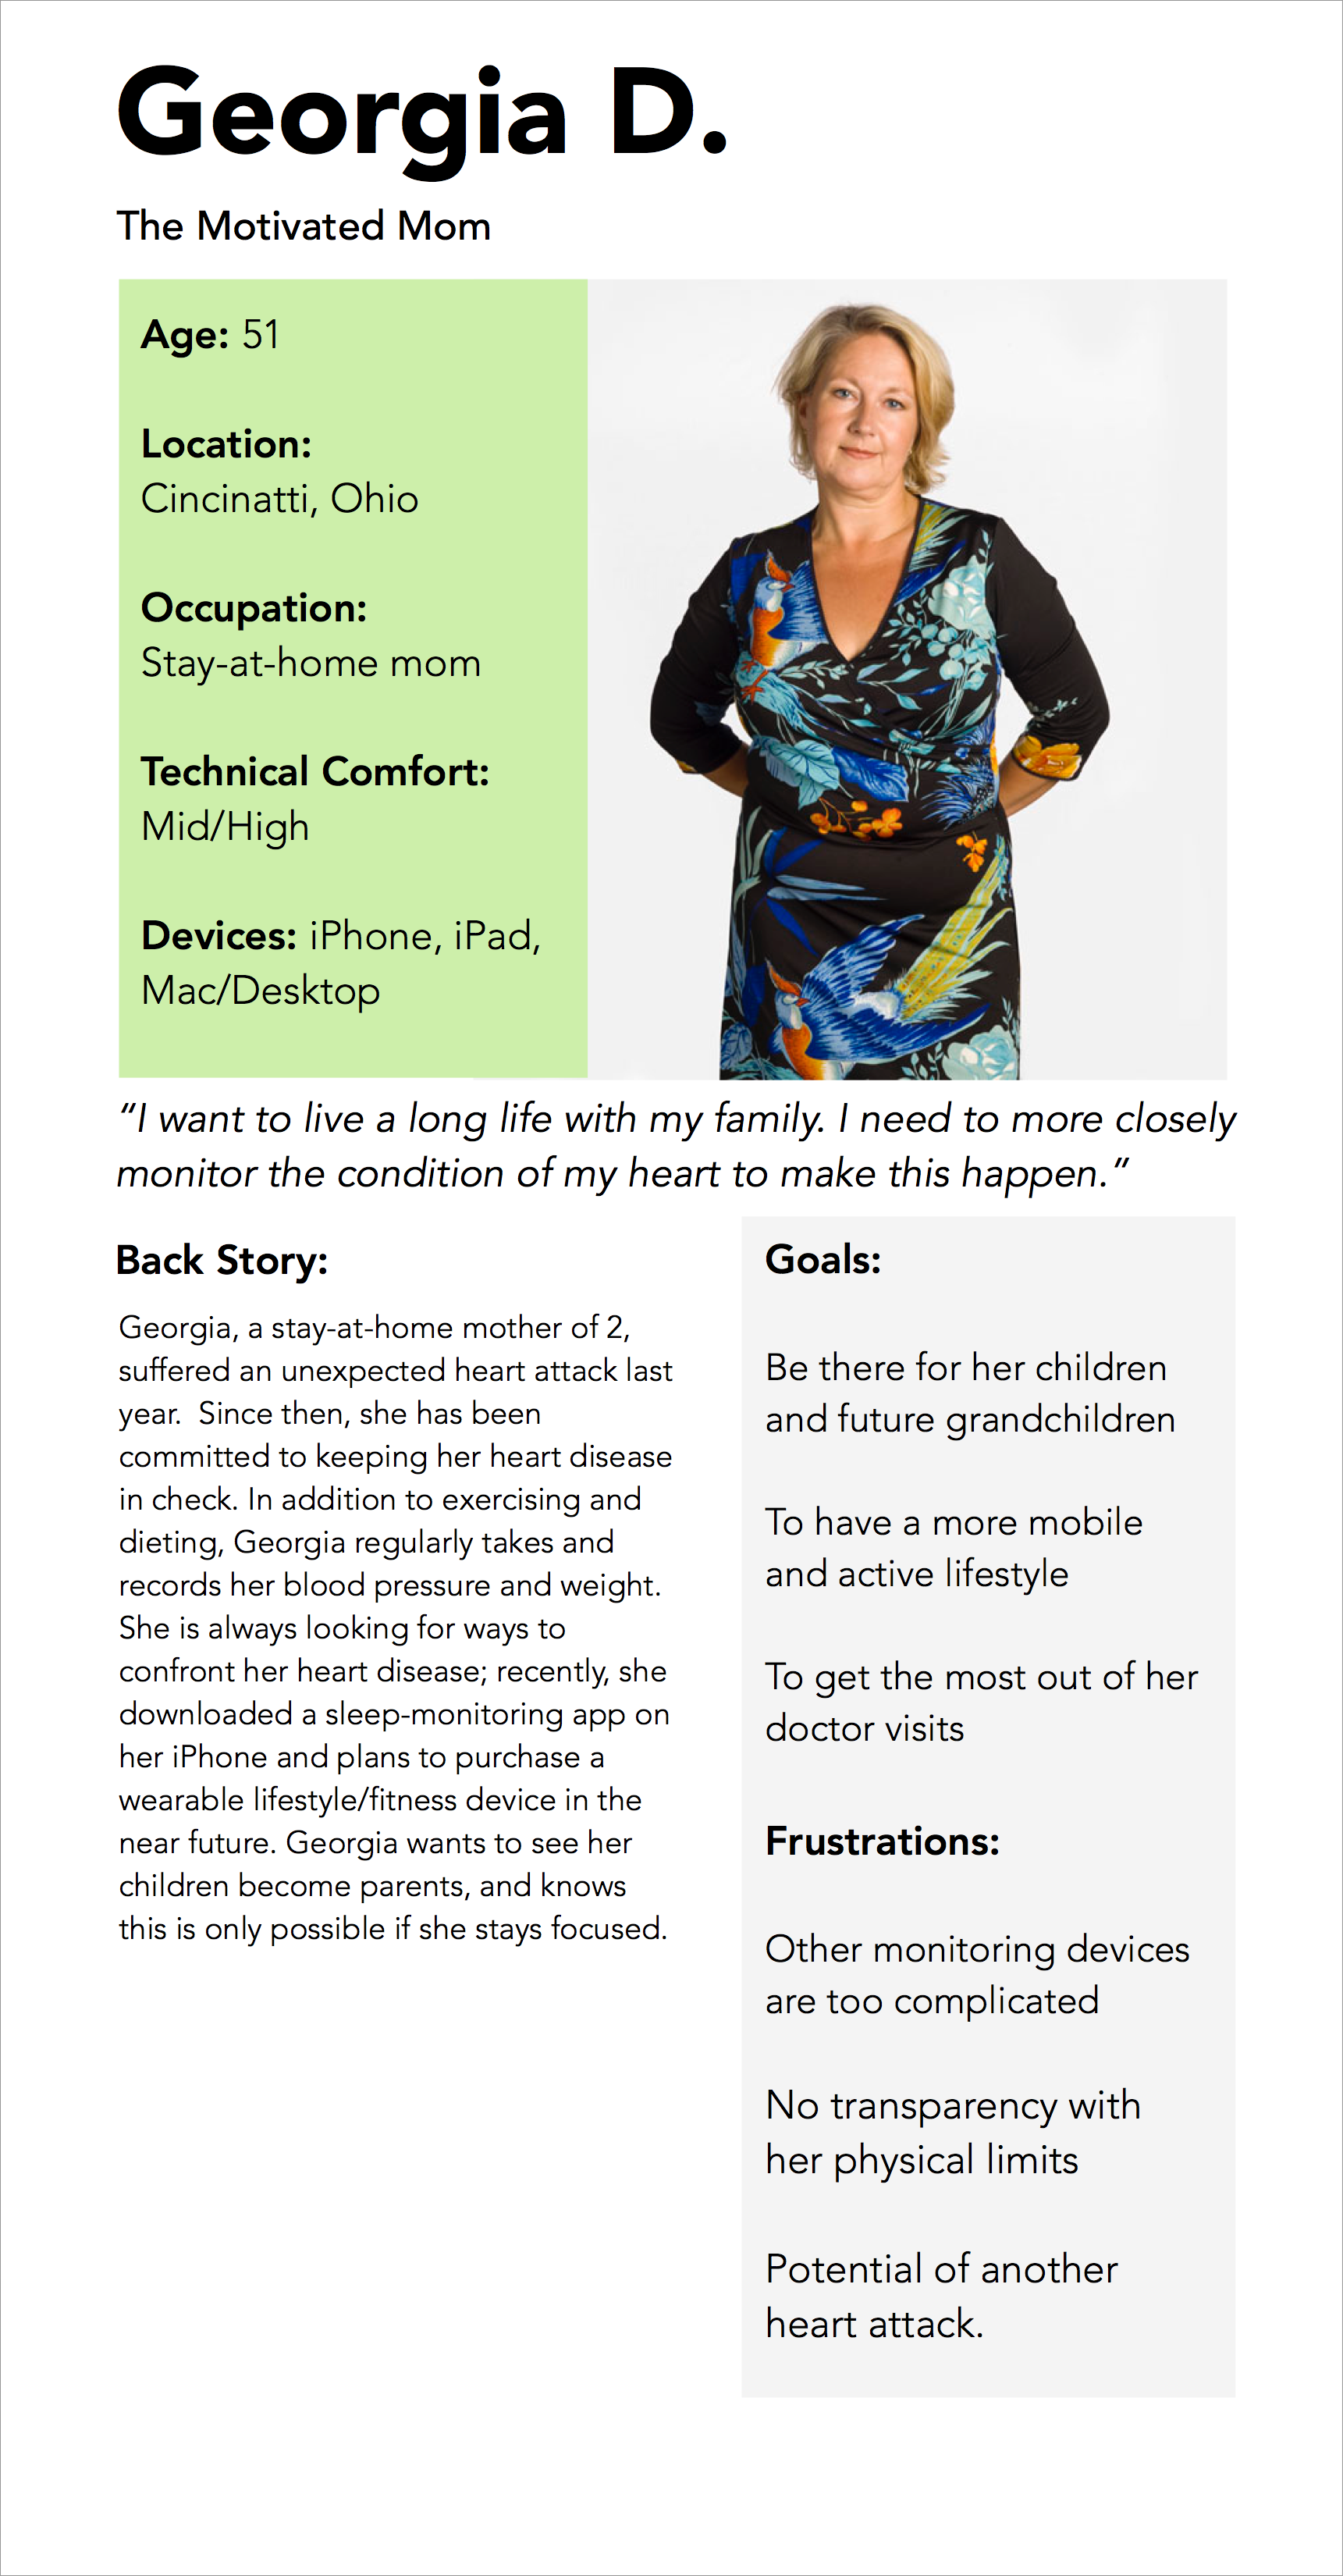 Georgia D.
The Motivated Mom
Age: 51
Location:
Cincinatti, Ohio
Occupation:
Stay-at-home mom
Technical Comfort:
Mid/High
Devices: iPhone, iPad,
Mac/Desktop
“I want to live a long life with my family. I need to more closely
monitor the condition of my heart to make this happen.”
Back Story:
Georgia, a stay-at-home mother of 2,
suffered an unexpected heart attack last
year.  Since then, she has been
committed to keeping her heart disease
in check. In addition to exercising and
dieting, Georgia regularly takes and
records her blood pressure and weight.
She is always looking for ways to
confront her heart disease; recently, she
downloaded a sleep-monitoring app on
her iPhone and plans to purchase a
wearable lifestyle/fitness device in the
near future. Georgia wants to see her
children become parents, and knows
this is only possible if she stays focused.
Goals:
Be there for her children
and future grandchildren
To have a more mobile
and active lifestyle
To get the most out of her
doctor visits
Frustrations:
Other monitoring devices
are too complicated
No transparency with
her physical limits
Potential of another
heart attack.